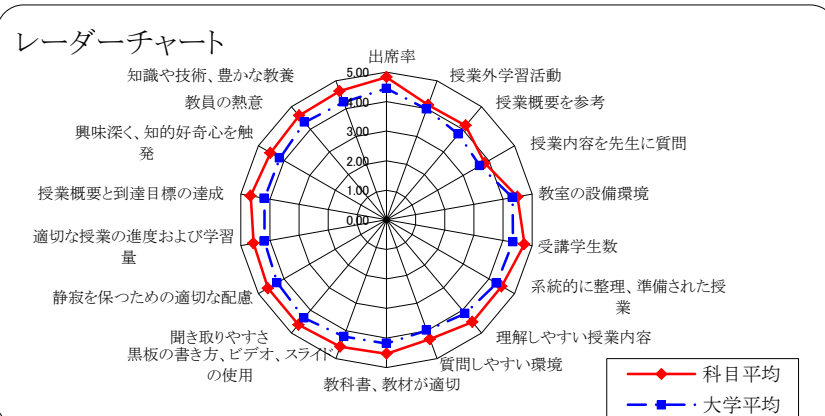 レーダーチャート
出席率
授業外学習活動
授業概要を参考
授業内容を先生に質問
教室の設備環境
受講学生数
系統的に整理、準備された授
業
理解しやすい授業内容
質問しやすい環境
教科書、教材が適切
黒板の書き方、ビデオ、スライド
の使用
聞き取りやすさ
静寂を保つための適切な配慮
適切な授業の進度および学習
量
授業概要と到達目標の達成
興味深く、知的好奇心を触
発
教員の熱意
知識や技術、豊かな教養
5.00
4.00
3.00
2.00
1.00
0.00
科目平均
大学平均